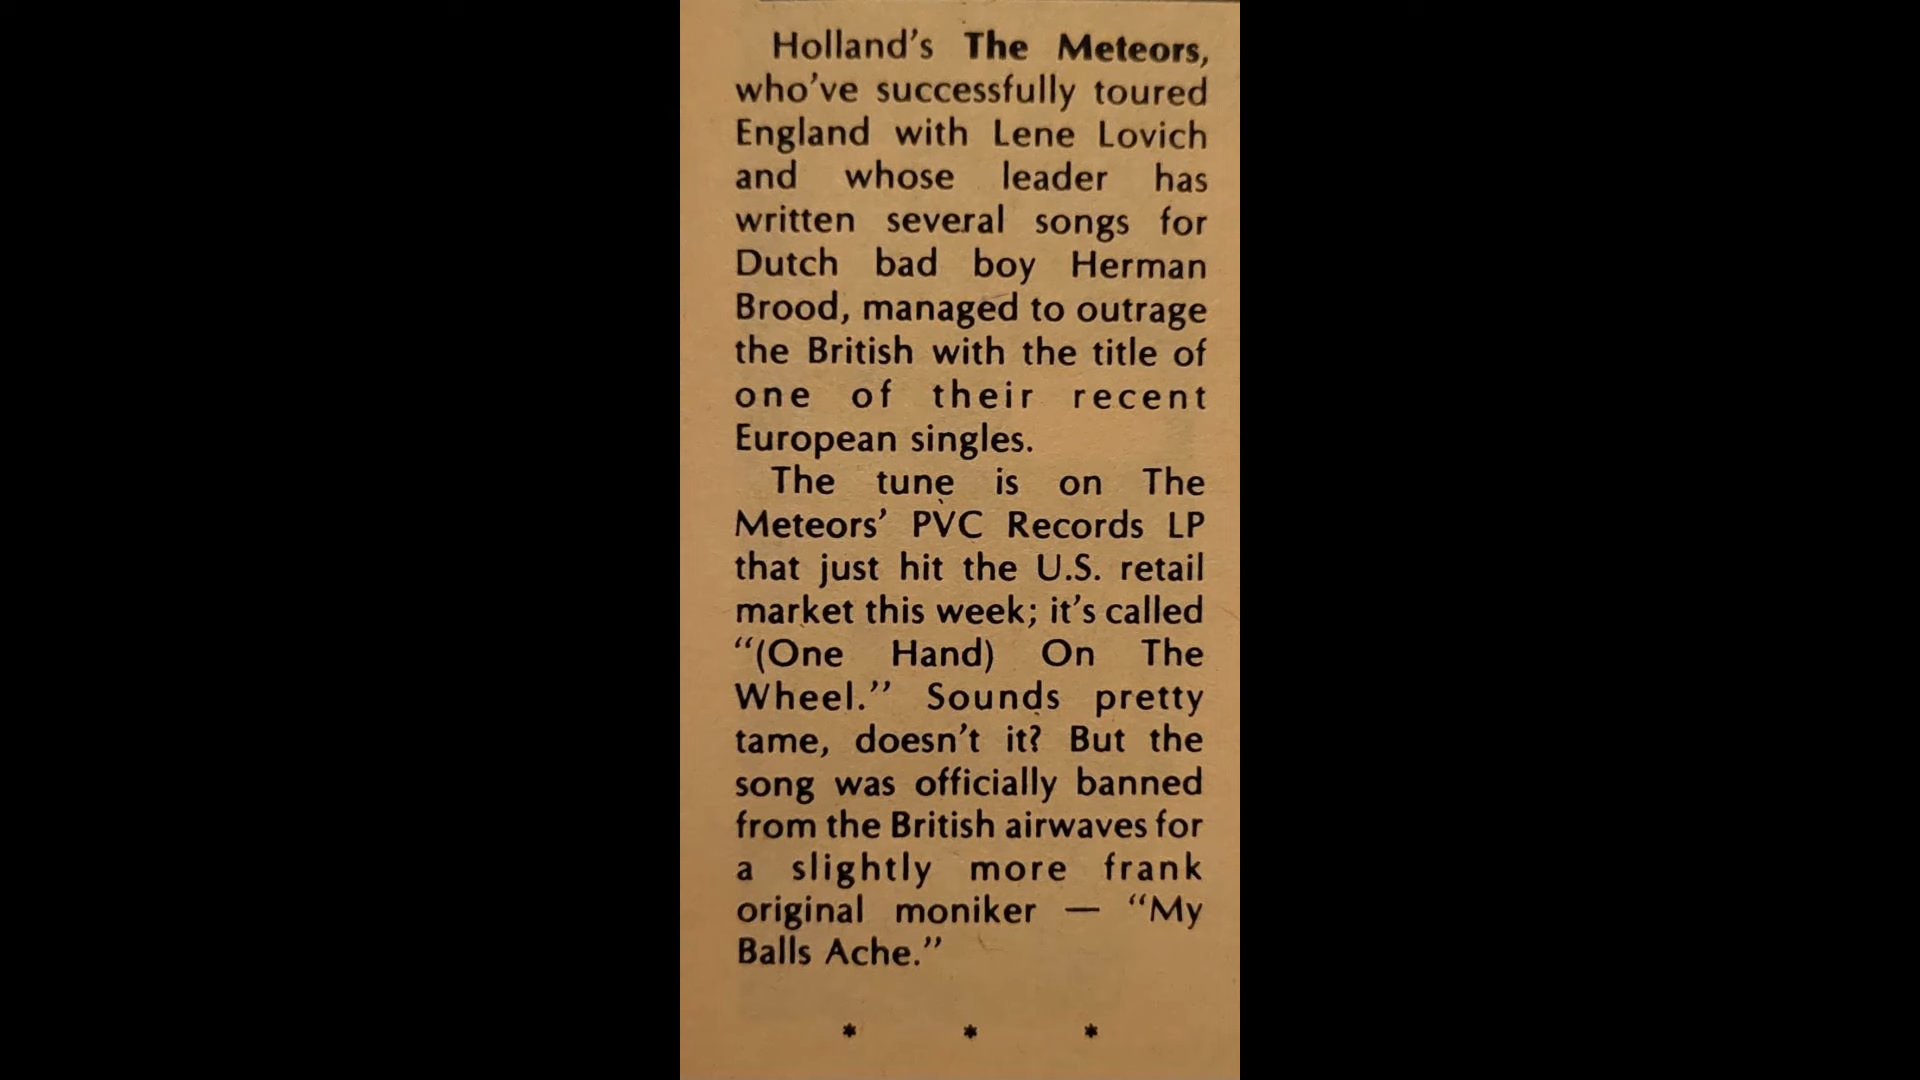 Holland's The Meteors,
who've successfully toured
England with Lene Lovich
and whose leader has
written several songs for
Dutch bad boy Herman
Brood, managed to outrage
the British with the title of
one of their recent
European singles.
The tune is on The
Meteors' PVC Records LP
that just hit the U.S. retail
market this week; it's called
“(One Hand) On The
Wheel.” Sounds pretty
tame, doesn't it? But the
song was officially banned
from the British airwaves for
a slightly more frank
original moniker — “My
Balls Ache.”
* * *